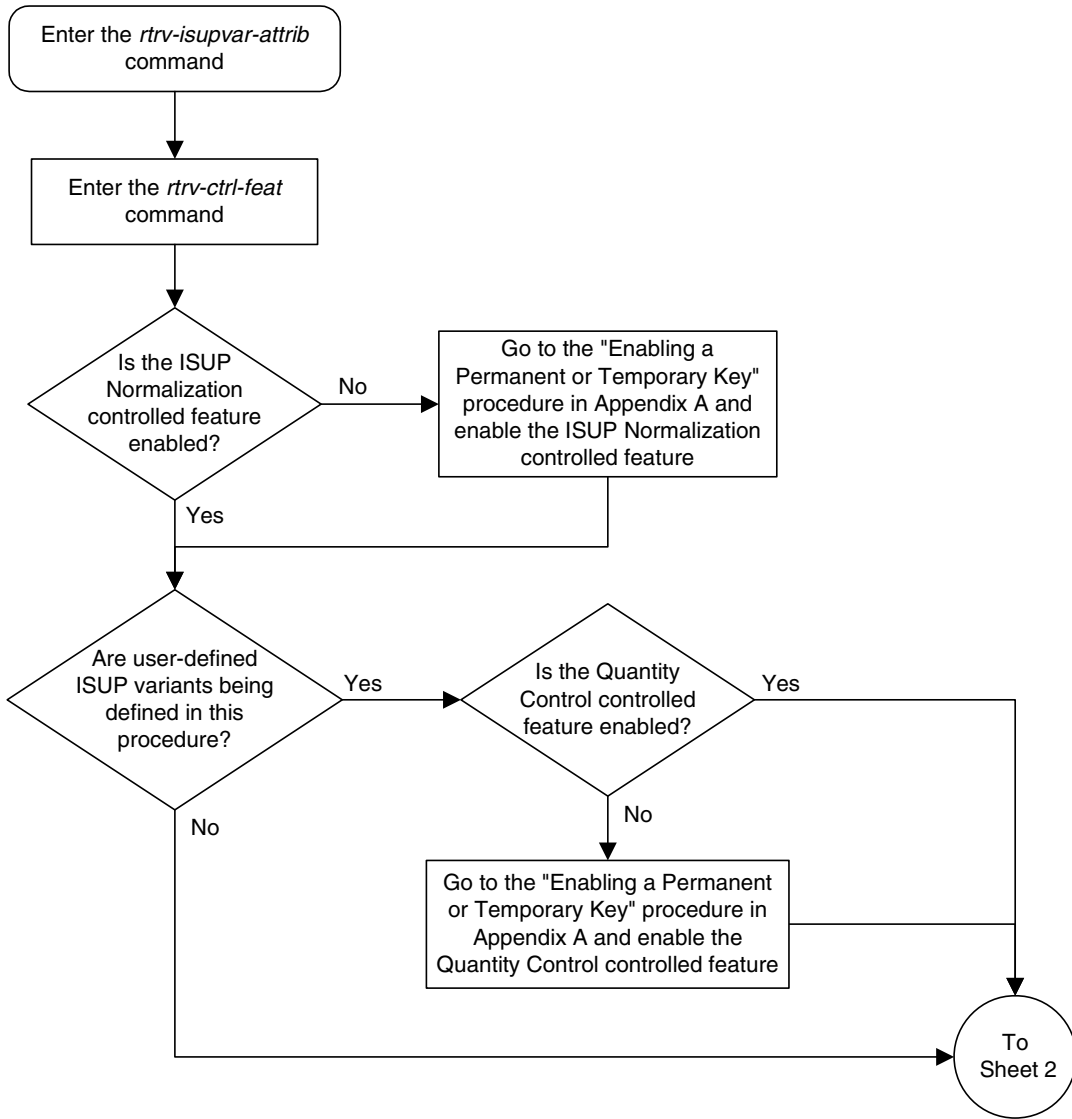 Enter the rtrv-isupvar-attrib
command
Enter the rtrv-ctrl-feat
command
Is the ISUP
Normalization
controlled feature
enabled?
No
Go to the "Enabling a
Permanent or Temporary Key"
procedure in Appendix A and
enable the ISUP Normalization
controlled feature
Yes
Are user-defined
ISUP variants being
defined in this
procedure?
Yes
Is the Quantity
Control controlled
feature enabled?
Yes
No
No
Go to the "Enabling a Permanent
or Temporary Key" procedure in
Appendix A and enable the
Quantity Control controlled feature
To
Sheet 2